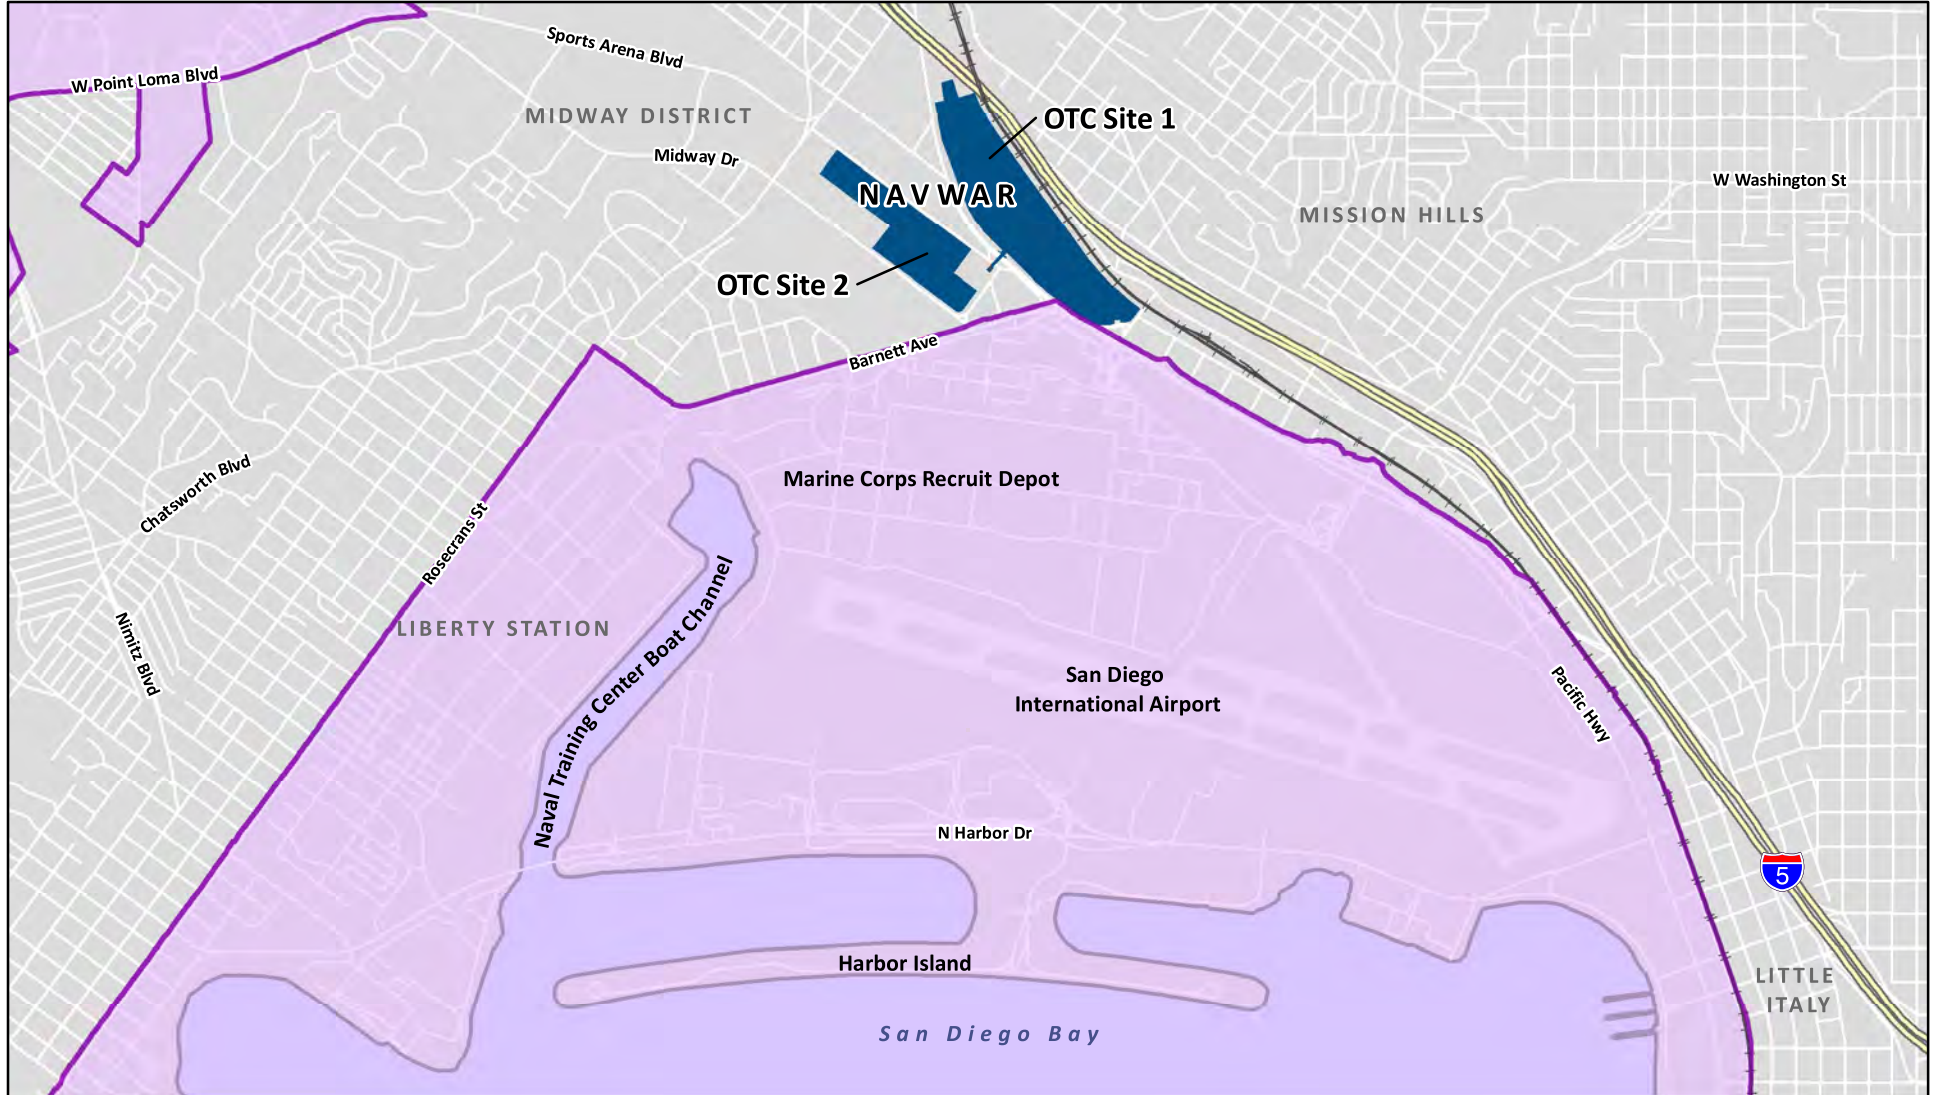 Sports Arena Blvd
W Point Loma Blvd
MIDWAY DISTRICT
OTC Site 1
Midway Dr
W Washington St
NAVWAR
MISSION HILLS
OTC Site 2
Barnett Ave
Chatsworth Blvd
Marine Corps Recruit Depot
Rosecrans St
LIBERTY STATION
Nimitz Blvd
Naval Training Center Boat Channel
San Diego
International Airport
Pacific Hwy
N Harbor Dr
5
Harbor Island
LITTLE
ITALY
San Diego Bay